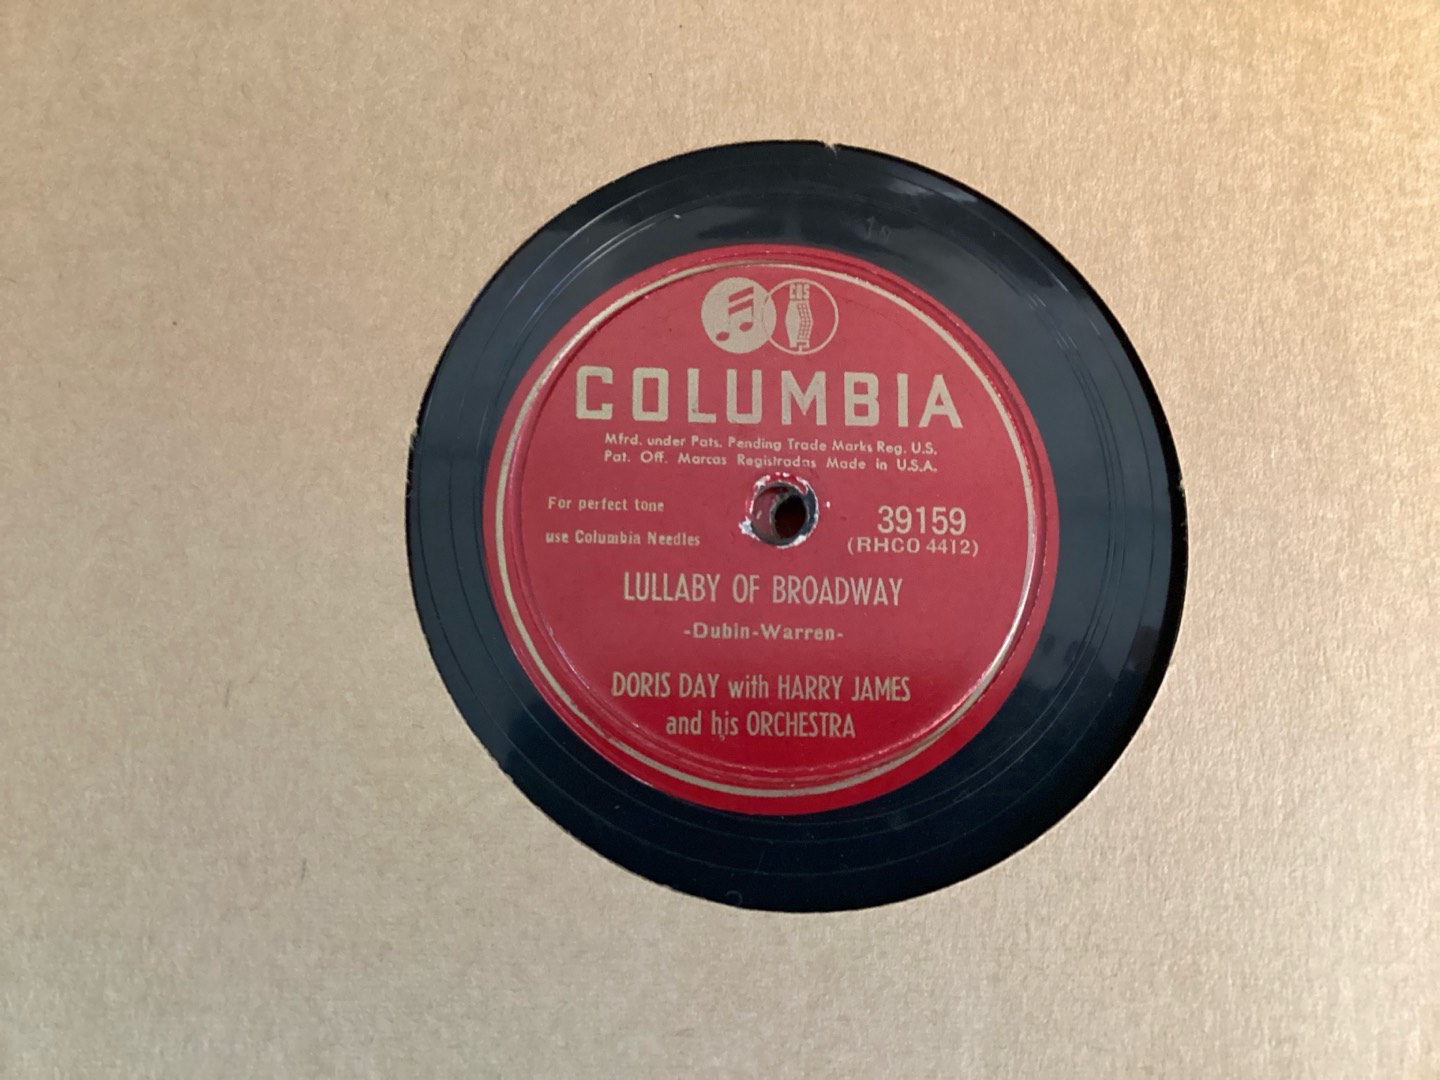 CBS
COLUMBIA
Mfrd. under Pats. Pending Trade Marks Reg. U.S.
Pat. Off. Marcas Registradas Made in U.S.A.
For perfect tone
use Columbia Needles
39159
(RHCO 4412)
LULLABY OF BROADWAY
-Dubin-Warren-
DORIS DAY with HARRY JAMES
and his ORCHESTRA